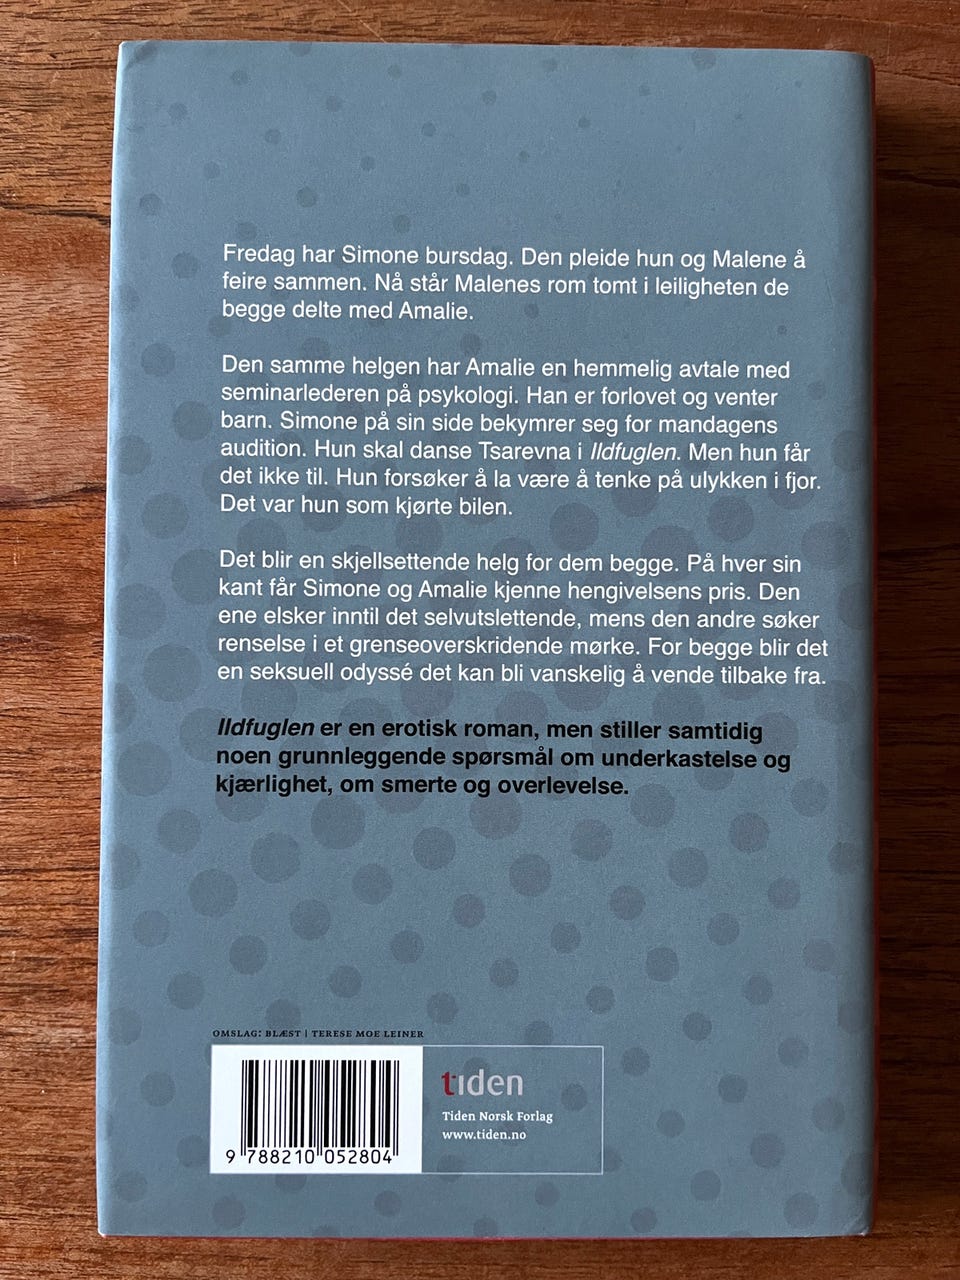 Fredag har Simone bursdag. Den pleide hun og Malene å
feire sammen. Nå står Malenes rom tomt i leiligheten de
begge delte med Amalie.
Den samme helgen har Amalie en hemmelig avtale med
seminarlederen på psykologi. Han er forlovet og venter
barn. Simone på sin side bekymrer seg for mandagens
audition. Hun skal danse Tsarevna i Ildfuglen. Men hun får
det ikke til. Hun forsøker å la være å tenke på ulykken i fjor.
Det var hun som kjørte bilen.
Det blir en skjellsettende helg for dem begge. På hver sin
kant får Simone og Amalie kjenne hengivelsens pris. Den
ene elsker inntil det selvutslettende, mens den andre søker
renselse i et grenseoverskridende mørke. For begge blir det
en seksuell odyssé det kan bli vanskelig å vende tilbake fra.
Ildfuglen er en erotisk roman, men stiller samtidig
noen grunnleggende spørsmål om underkastelse og
kjærlighet, om smerte og overlevelse.
OMSLAG: BLÆST | TERESE MOE LEINER
9 788210 052804
tiden
Tiden Norsk Forlag
www.tiden.no